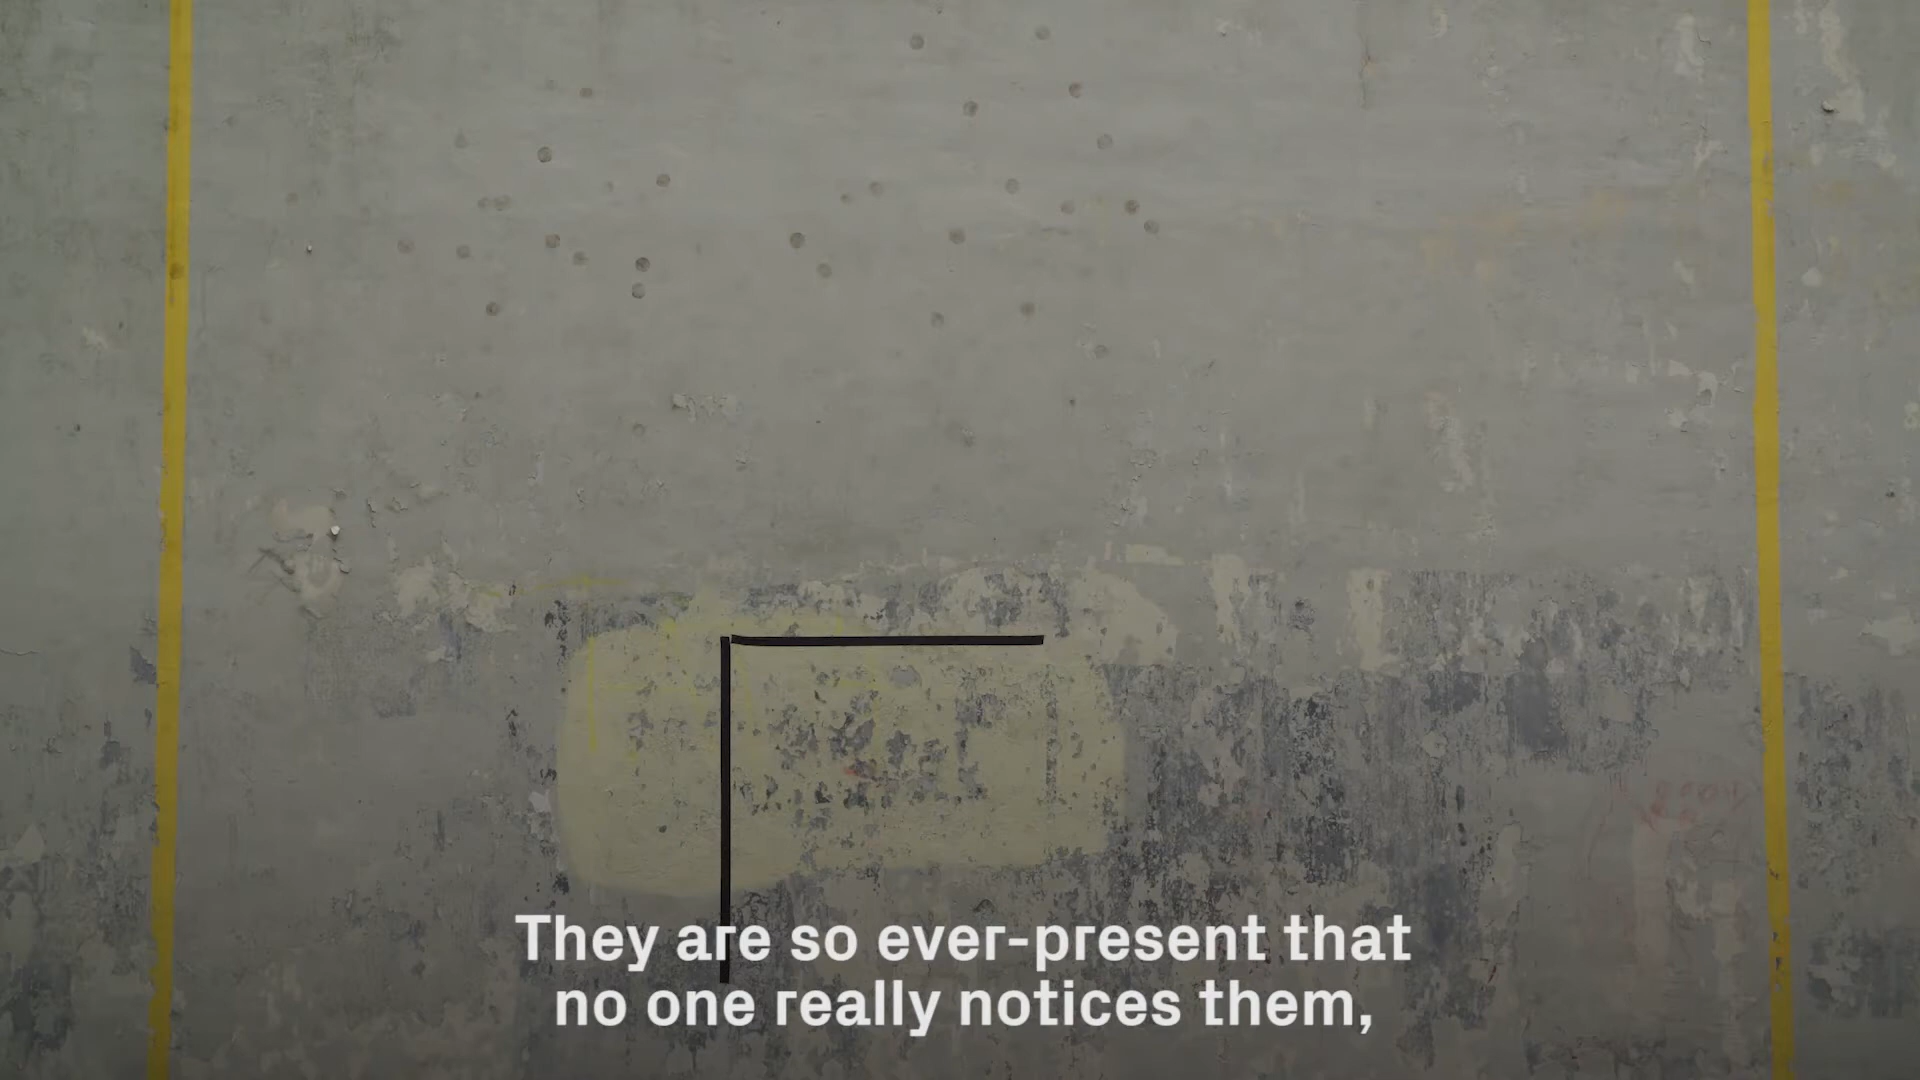 They are so ever-present that
no one really notices them,